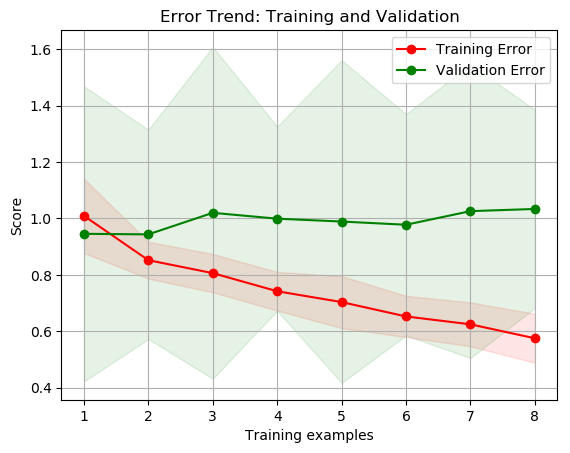 Error Trend: Training and Validation
Training Error
Validation Error
Score
1.6
1.4
1.2
1.0
0.8
0.6
0.4
1 2 3 4 5 6 7 8
Training examples